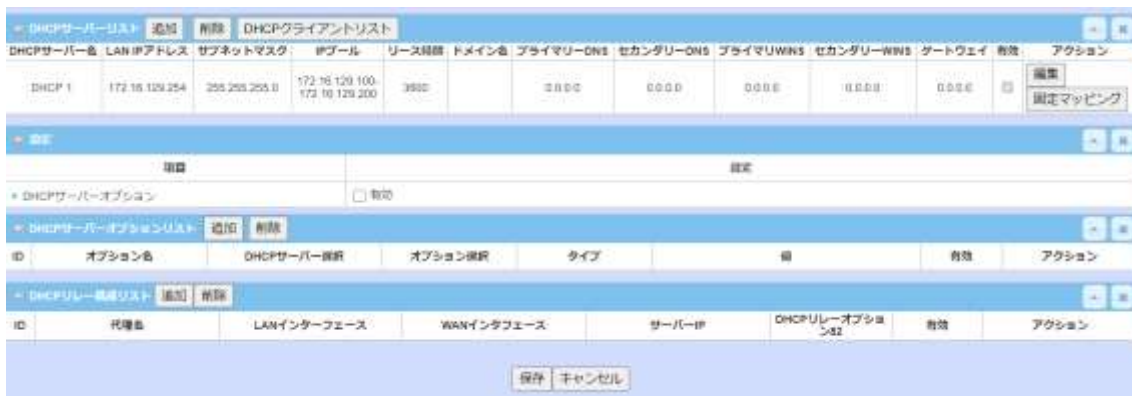 DHCPサーバーリスト 追加 削除 DHCPクライアントリスト
DHCPサーバー名 LAN IPアドレス サブネットマスク IPプール リース時間 ドメイン名 プライマリーDNS セカンダリーDNS プライマリWINS セカンダリーWINS ゲートウェイ 有効 アクション
DHCP 1 172.16.129.254 255.255.255.0 172.16.129.100- 0.0.0.0 0.0.0.0 0.0.0.0 0.0.0.0 0.0.0.0 編集
172.16.129.200 固定マッピング
設定
項目 設定
DHCPサーバーオプション 有効
DHCPサーバーオプションリスト 追加 削除
ID オプション名 DHCPサーバー選択 オプション選択 タイプ 値 有効 アクション
DHCPリレー構成リスト 追加 削除
ID 代理名 LANインターフェース WANインタフェース サーバーIP DHCPリレーオプショ 有効 アクション
ン82
保存 キャンセル